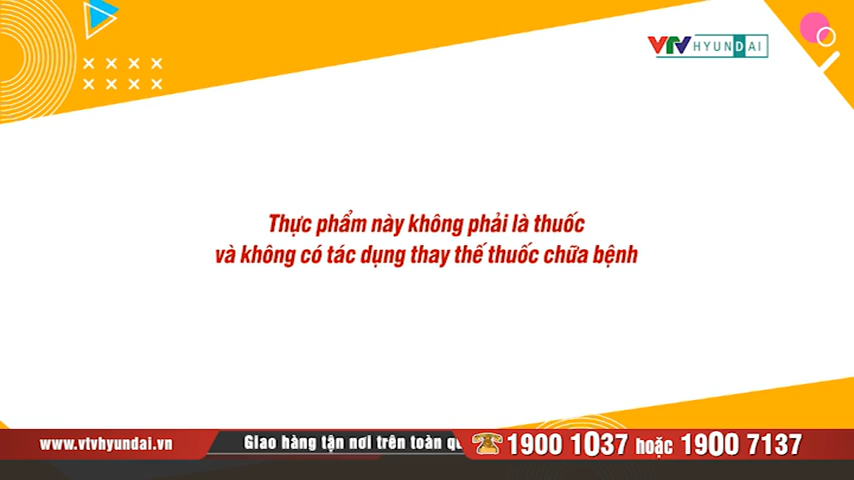 VTV HYUNDAI
Thực phẩm này không phải là thuốc
và không có tác dụng thay thế thuốc chữa bệnh
www.vtvhyundai.vn
Giao hàng tận nơi trên toàn
1900 1037 hoặc 1900 7137